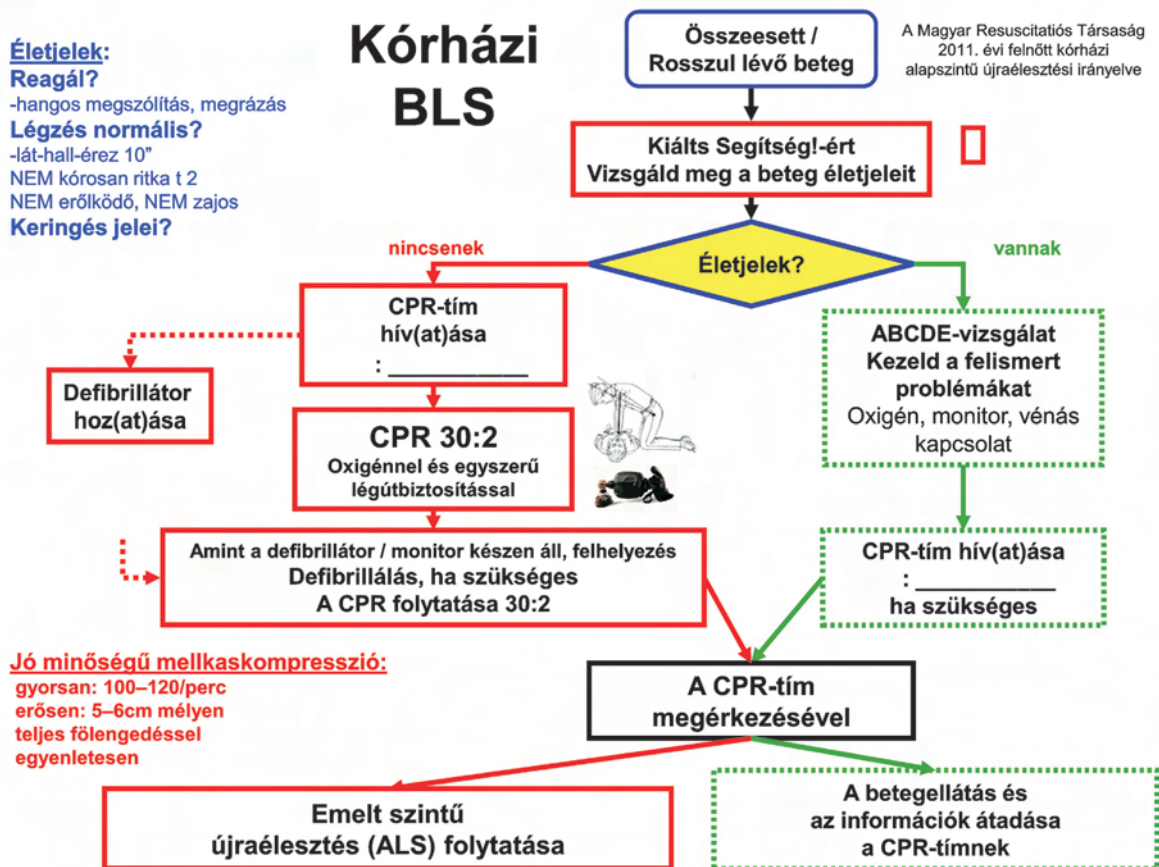 Kórházi
BLS
Életjelek:
Reagál?
-hangos megszólítás, megrázás
Légzés normális?
-lát-hall-érez 10”
NEM kórosan ritka t 2
NEM erőlködő, NEM zajos
Keringés jelei?
Összeesett /
Rosszul lévő beteg
A Magyar Resuscitatiós Társaság
2011. évi felnőtt kórházi
alapszintű újraélesztési irányelve
Kiálts Segítség!-ért
Vizsgáld meg a beteg életjeleit
Életjelek?
nincsenek
vannak
CPR-tím
hív(at)ása
: ____________
Defibrillátor
hoz(at)ása
CPR 30:2
Oxigénnel és egyszerű
légútbiztosítással
Amint a defibrillátor / monitor készen áll, felhelyezés
Defibrillálás, ha szükséges
A CPR folytatása 30:2
ABCDE-vizsgálat
Kezeld a felismert
problémákat
Oxigén, monitor, vénás
kapcsolat
CPR-tím hív(at)ása
: ____________
ha szükséges
Jó minőségű mellkaskompresszió:
gyorsan: 100–120/perc
erősen: 5–6cm mélyen
teljes fölengedéssel
egyenletesen
A CPR-tím
megérkezésével
Emelt szintű
újraélesztés (ALS) folytatása
A betegellátás és
az információk átadása
a CPR-tímnek